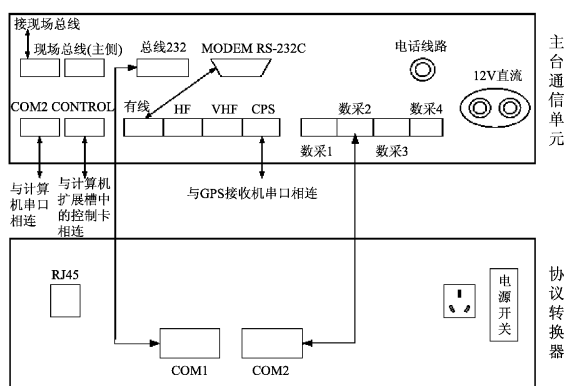 接现场总线
现场总线(主侧)
总线232
MODEM RS-232C
电话线路
12V直流
COM2 CONTROL
有线
HF
VHF
CPS
数采2
数采4
数采1
数采3
主台通信单元
与计算机串口相连
与计算机扩展槽中的控制卡相连
与GPS接收机串口相连
RJ45
电源开关
协议转换器
COM1
COM2